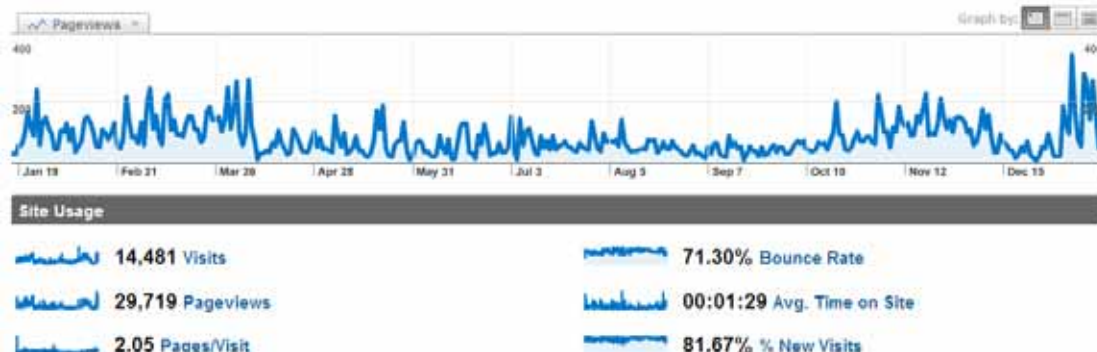 Pageviews
Graph by:
400
40
200
Jan 19 Feb 21 Mar 26 Apr 28 May 31 Jul 3 Aug 5 Sep 7 Oct 10 Nov 12 Dec 15
Site Usage
14,481 Visits
71.30% Bounce Rate
29,719 Pageviews
00:01:29 Avg. Time on Site
2.05 Pages/Visit
81.67% % New Visits